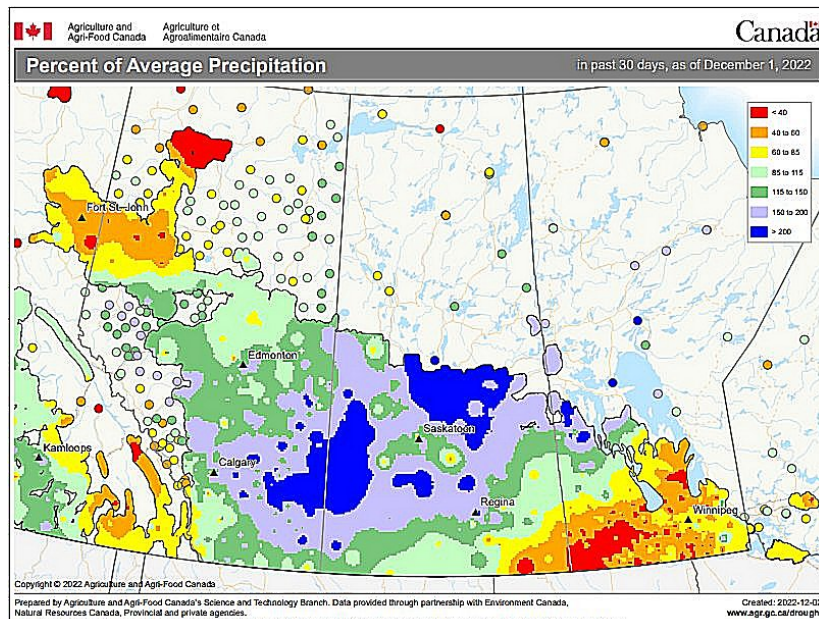 Agriculture and Agriculture et
Agri-Food Canada Agroalimentaire Canada
Canada
Percent of Average Precipitation
in past 30 days, as of December 1, 2022
< 40
40 to 60
60 to 85
85 to 115
115 to 150
150 to 200
> 200
Fort St. John
Edmonton
Saskatoon
Kamloops
Calgary
Regina
Winnipeg
Copyright © 2022 Agriculture and Agri-Food Canada
Prepared by Agriculture and Agri-Food Canada's Science and Technology Branch. Data provided through partnership with Environment Canada,
Natural Resources Canada, Provincial and private agencies.
Created: 2022-12-02
www.agr.gc.ca/drough